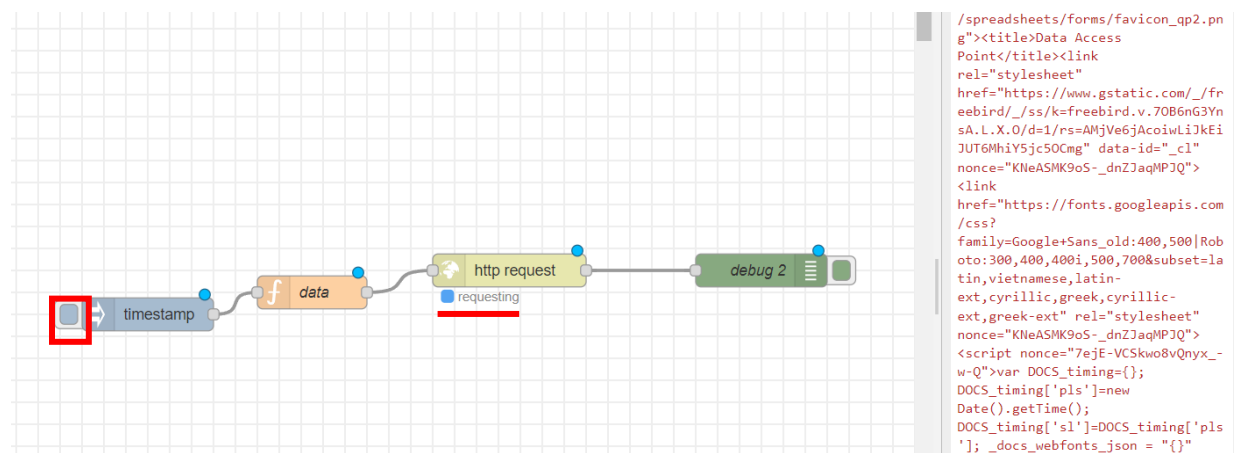 timestamp
data
http request
requesting
debug 2
/spreadsheets/forms/favicon_qp2.pn
g"><title>Data Access
Point</title><link
rel="stylesheet"
href="https://www.gstatic.com/_/fr
eebird/_/ss/k=freebird.v.7OB6nG3Yn
sA.L.X.O/d=1/rs=AMjVe6jAcoiwLiJkEi
JUT6MhiY5jc5OCmg" data-id="_cl"
nonce="KNeASMK9oS-_dnZJaqMPJQ">
<link
href="https://fonts.googleapis.com
/css?
family=Google+Sans_old:400,500|Rob
oto:300,400,400i,500,700&subset=la
tin,vietnamese,latin-
ext,cyrillic,greek,cyrillic-
ext,greek-ext" rel="stylesheet"
nonce="KNeASMK9oS-_dnZJaqMPJQ">
<script nonce="7ejE-VCSkwo8vQnyx_-
w-Q">var DOCS_timing={};
DOCS_timing['pls']=new
Date().getTime();
DOCS_timing['sl']=DOCS_timing['pls
']; _docs_webfonts_json = "{}"